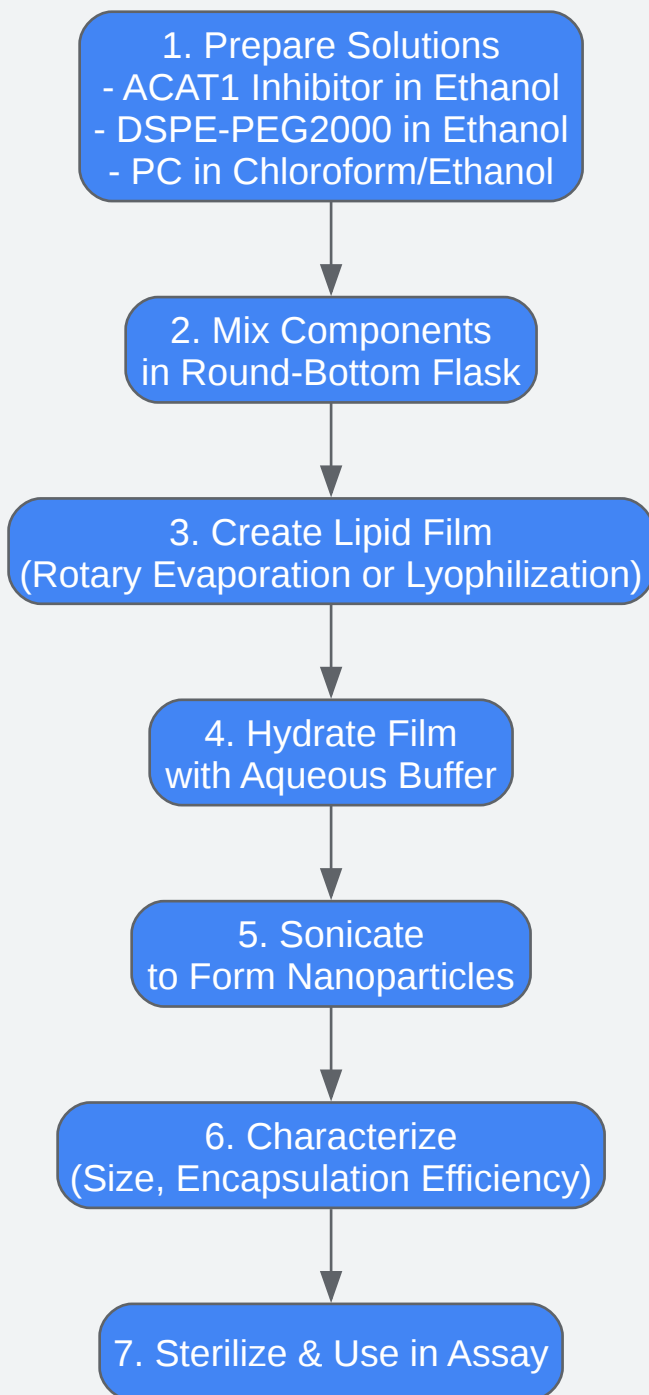 1. Prepare Solutions
- ACAT1 Inhibitor in Ethanol
- DSPE-PEG2000 in Ethanol
- PC in Chloroform/Ethanol
2. Mix Components
in Round-Bottom Flask
3. Create Lipid Film
(Rotary Evaporation or Lyophilization)
4. Hydrate Film
with Aqueous Buffer
5. Sonicate
to Form Nanoparticles
6. Characterize
(Size, Encapsulation Efficiency)
7. Sterilize & Use in Assay